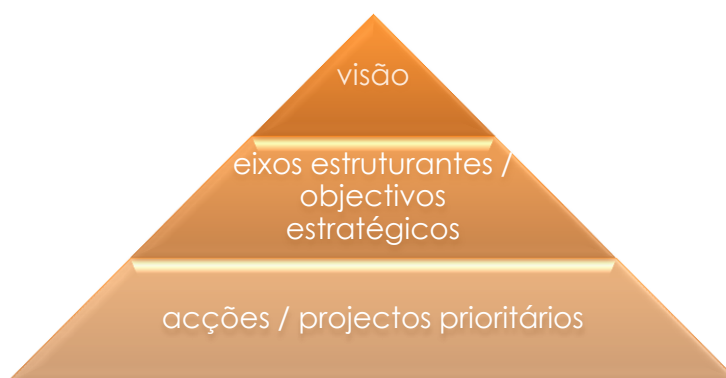 visão
eixos estruturantes /
objectivos
estratégicos
acções / projectos prioritários